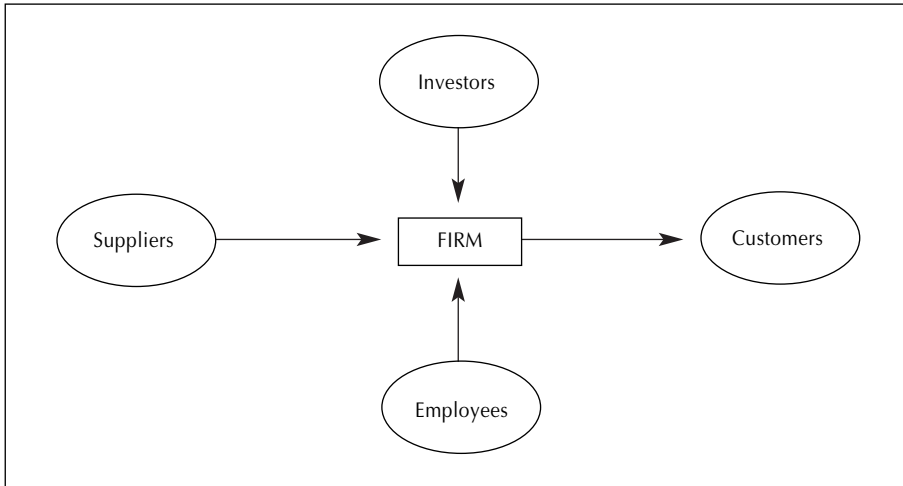 Investors
Suppliers
FIRM
Customers
Employees